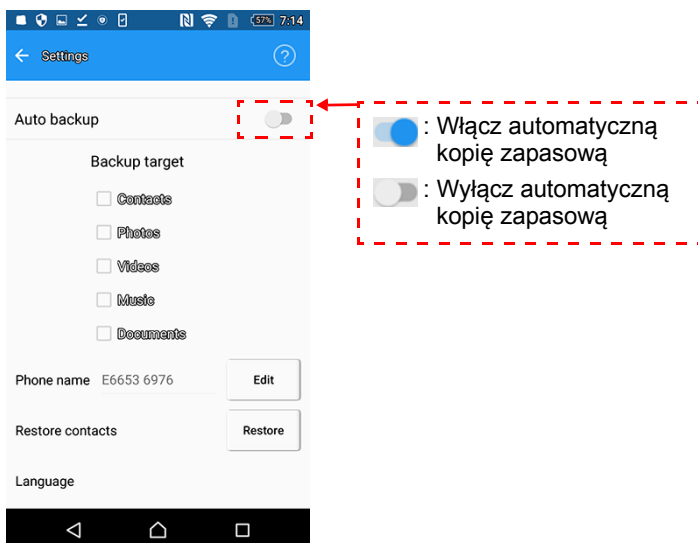 57% 7:14
Settings
?
Auto backup
Backup target
Contacts
Photos
Videos
Music
Documents
Phone name E6653 6976 Edit
Restore contacts Restore
Language
: Włącz automatyczną
kopię zapasową
: Wyłącz automatyczną
kopię zapasową